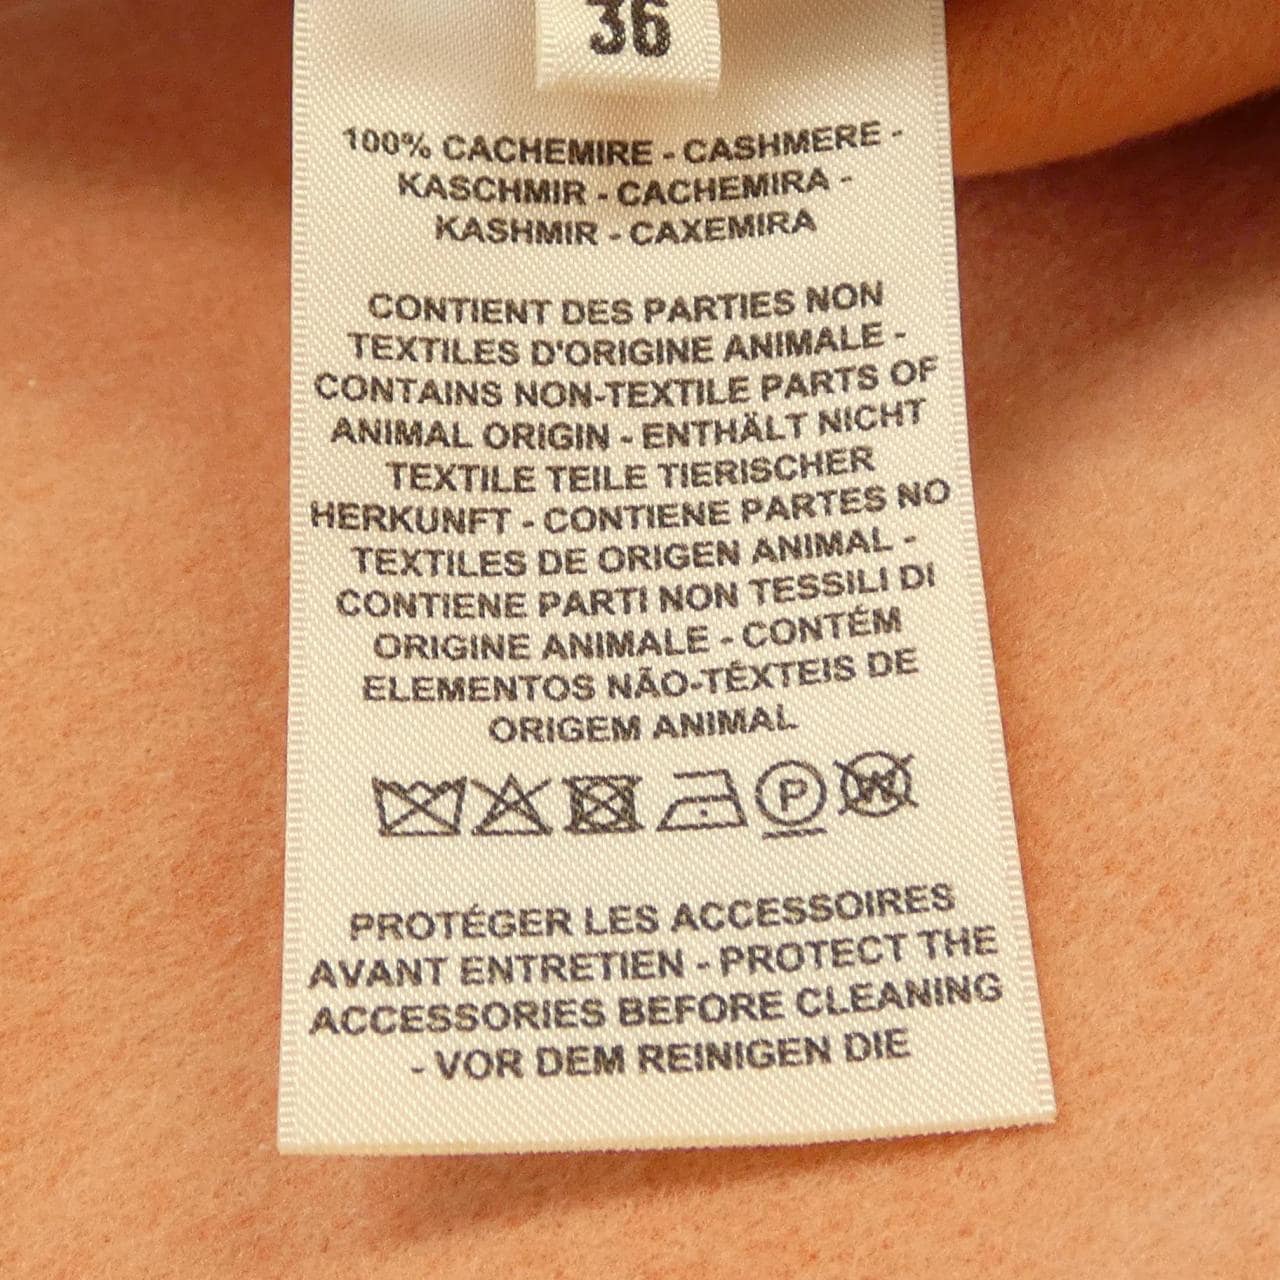 36
100% CACHEMIRE - CASHMERE -
KASCHMIR - CACHEMIRA -
KASHMIR - CAXEMIRA
CONTIENT DES PARTIES NON
TEXTILES D'ORIGINE ANIMALE -
CONTAINS NON-TEXTILE PARTS OF
ANIMAL ORIGIN - ENTHÄLT NICHT
TEXTILE TEILE TIERISCHER
HERKUNFT - CONTIENE PARTES NO
TEXTILES DE ORIGEN ANIMAL -
CONTIENE PARTI NON TESSILI DI
ORIGINE ANIMALE - CONTÉM
ELEMENTOS NÃO-TÊXTEIS DE
ORIGEM ANIMAL
P W
PROTÉGER LES ACCESSOIRES
AVANT ENTRETIEN - PROTECT THE
ACCESSORIES BEFORE CLEANING
- VOR DEM REINIGEN DIE